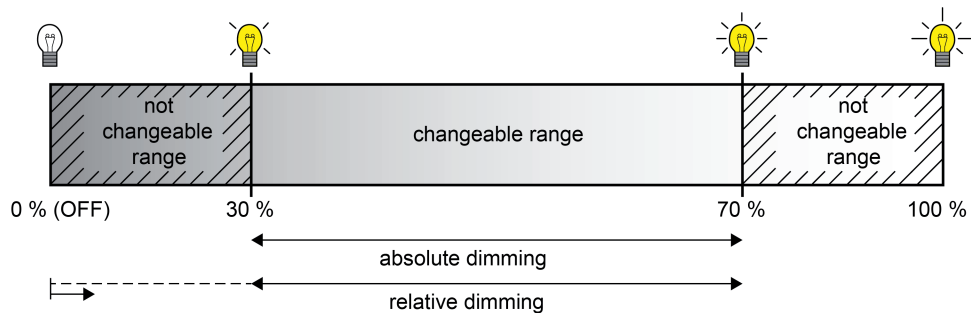 not
changeable
range
changeable range
not
changeable
range
0 % (OFF)
30 %
70 %
100 %
absolute dimming
relative dimming